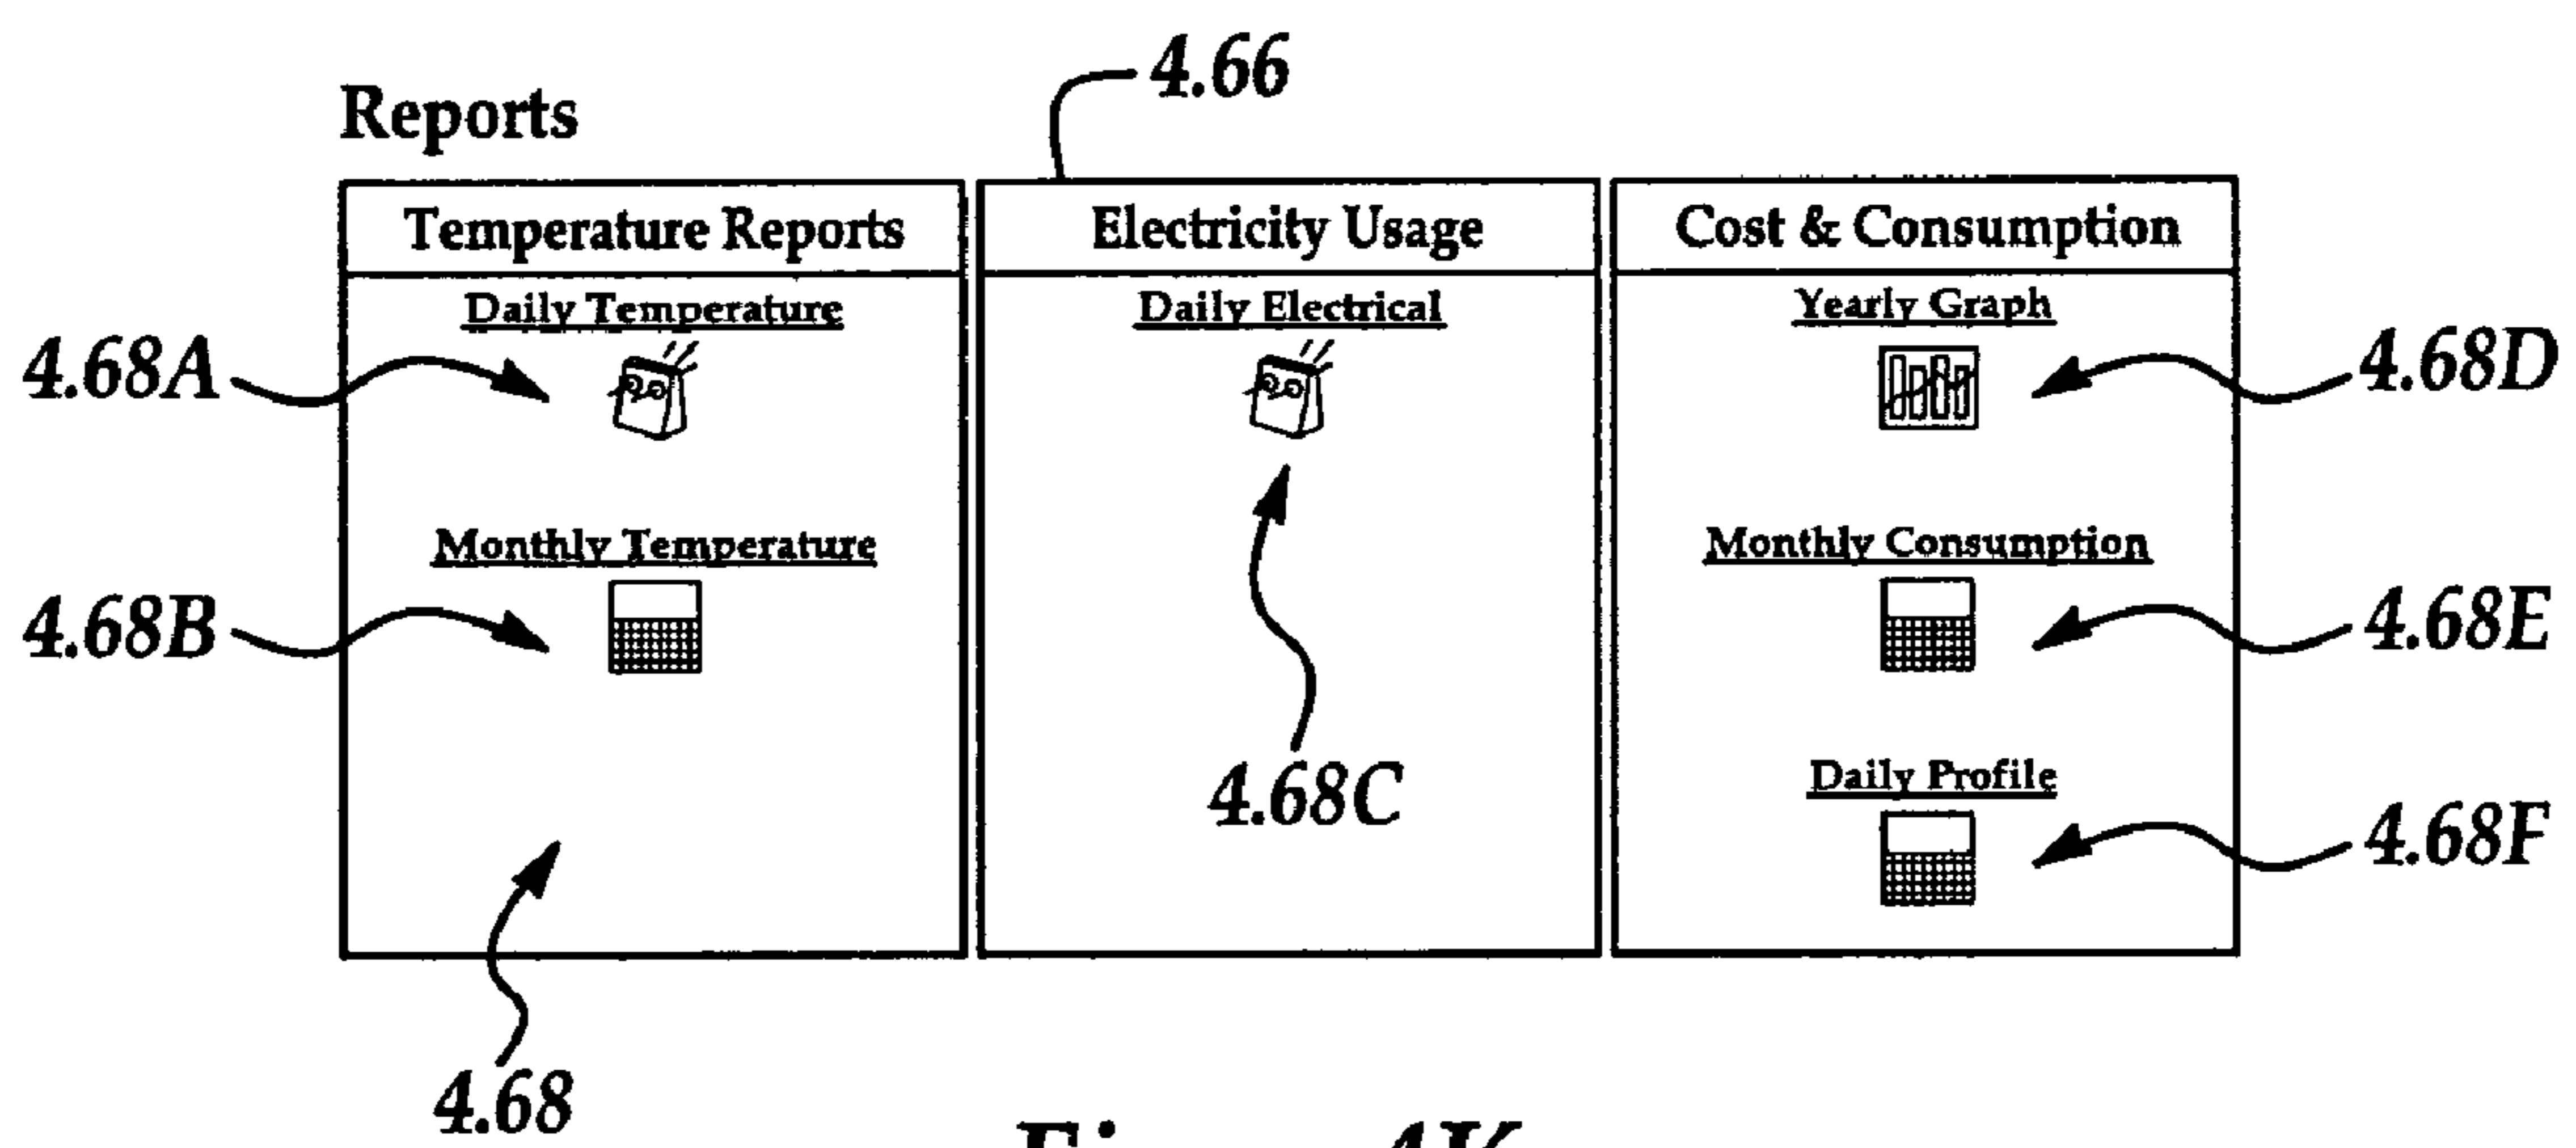 4.66
Reports
Temperature Reports
Electricity Usage
Cost & Consumption
Daily Temperature
Daily Electrical
Yearly Graph
4.68A
4.68D
Monthly Temperature
Monthly Consumption
4.68B
4.68E
4.68C
Daily Profile
4.68F
4.68